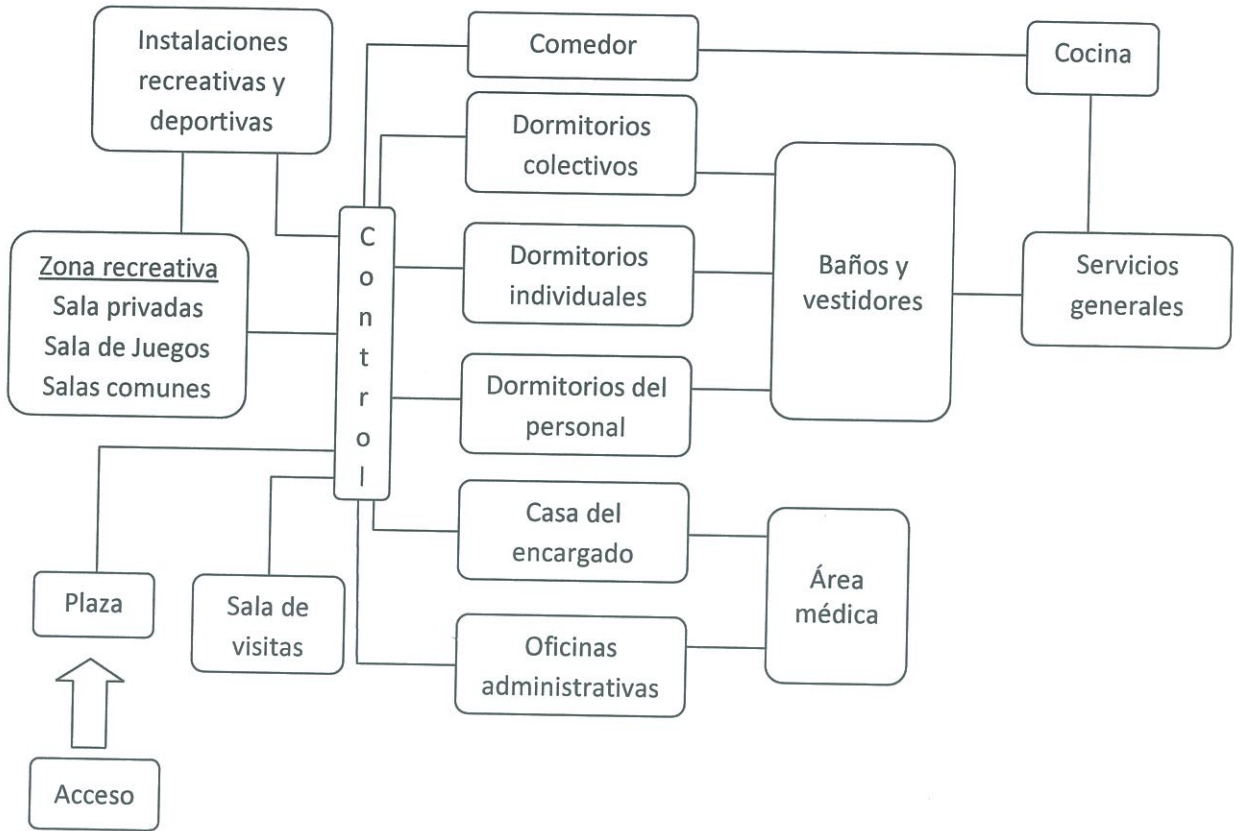 Instalaciones
recreativas y
deportivas
Comedor
Cocina
Dormitorios
colectivos
Control
Zona recreativa
Sala privadas
Sala de Juegos
Salas comunes
Dormitorios
individuales
Baños y
vestidores
Servicios
generales
Dormitorios del
personal
Casa del
encargado
Área
médica
Plaza
Sala de
visitas
Oficinas
administrativas
Acceso